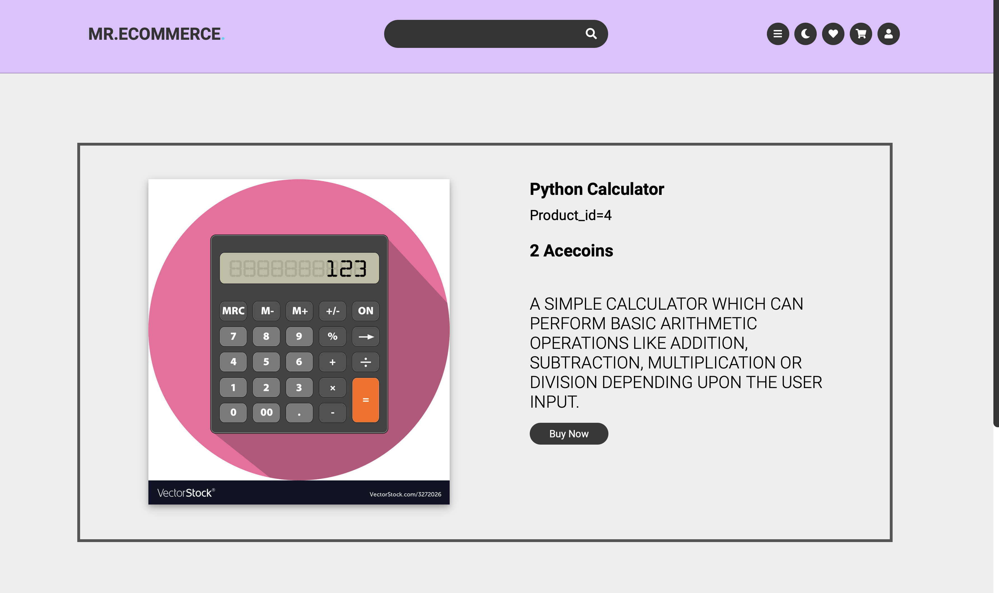 MR.ECOMMERCE.
Python Calculator
Product_id=4
2 Acecoins
A SIMPLE CALCULATOR WHICH CAN
PERFORM BASIC ARITHMETIC
OPERATIONS LIKE ADDITION,
SUBTRACTION, MULTIPLICATION OR
DIVISION DEPENDING UPON THE USER
INPUT.
Buy Now
123
MRC M- M+ +/- ON
7 8 9 % →
4 5 6 + ÷
1 2 3 × =
0 00 . -
VectorStock® VectorStock.com/3272026